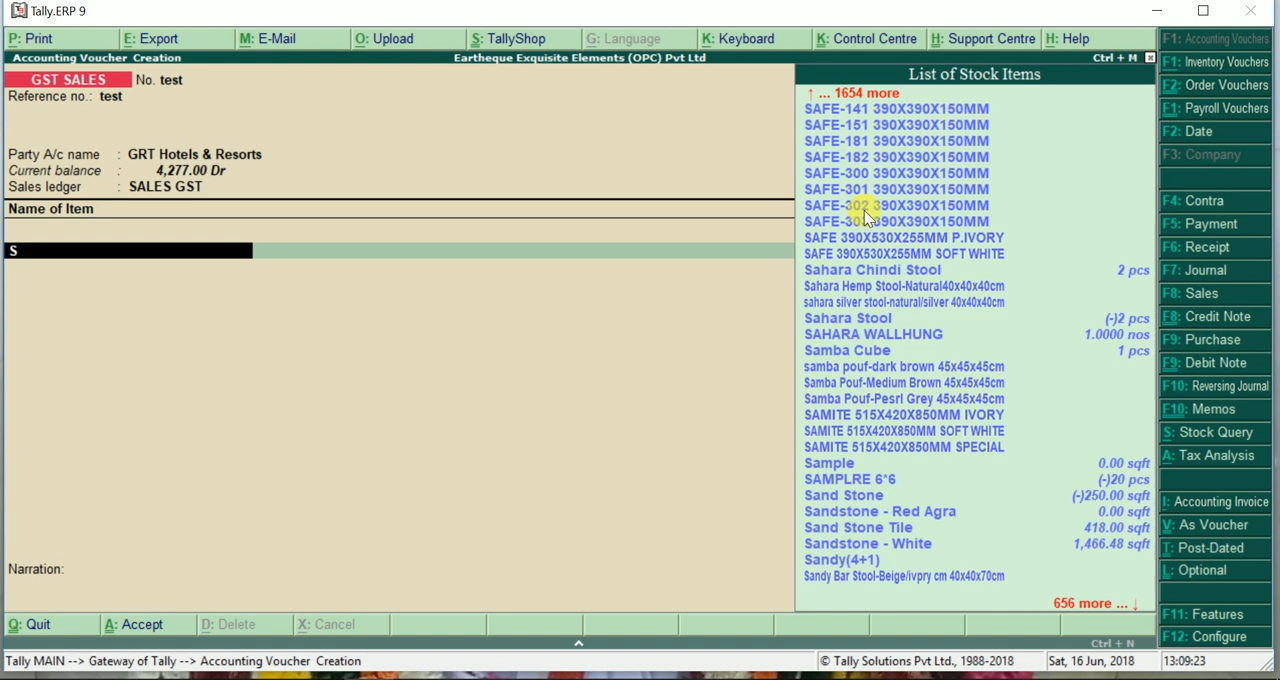 Tally.ERP 9
P: Print E: Export M: E-Mail O: Upload S: TallyShop G: Language K: Keyboard K: Control Centre H: Support Centre H: Help
Accounting Voucher Creation Eartheque Exquisite Elements (OPC) Pvt Ltd Ctrl + M
GST SALES No. test
Reference no.: test
Party A/c name : GRT Hotels & Resorts
Current balance : 4,277.00 Dr
Sales ledger : SALES GST
Name of Item
S
Narration:
List of Stock Items
↑ ... 1654 more
SAFE-141 390X390X150MM
SAFE-151 390X390X150MM
SAFE-181 390X390X150MM
SAFE-182 390X390X150MM
SAFE-300 390X390X150MM
SAFE-301 390X390X150MM
SAFE-302 390X390X150MM
SAFE 390X530X255MM P.IVORY
SAFE 390X530X255MM SOFT WHITE
Sahara Chindi Stool 2 pcs
Sahara Hemp Stool-Natural40x40x40cm
sahara silver stool-natural/silver 40x40x40cm
Sahara Stool (-)2 pcs
SAHARA WALLHUNG 1.0000 nos
Samba Cube 1 pcs
samba pouf-dark brown 45x45x45cm
Samba Pouf-Medium Brown 45x45x45cm
Samba Pouf-Pesrl Grey 45x45x45cm
SAMITE 515X420X850MM IVORY
SAMITE 515X420X850MM SOFT WHITE
SAMITE 515X420X850MM SPECIAL
Sample 0.00 sqft
SAMPLRE 6*6 (-)20 pcs
Sand Stone (-)250.00 sqft
Sandstone - Red Agra 0.00 sqft
Sand Stone Tile 418.00 sqft
Sandstone - White 1,466.48 sqft
Sandy(4+1)
Sandy Bar Stool-Beige/ivpry cm 40x40x70cm
656 more ... ↓
F1: Accounting Vouchers
F1: Inventory Vouchers
F2: Order Vouchers
F1: Payroll Vouchers
F2: Date
F3: Company
F4: Contra
F5: Payment
F6: Receipt
F7: Journal
F8: Sales
F8: Credit Note
F9: Purchase
F9: Debit Note
F10: Reversing Journal
F10: Memos
S: Stock Query
A: Tax Analysis
I: Accounting Invoice
V: As Voucher
T: Post-Dated
L: Optional
F11: Features
F12: Configure
Q: Quit A: Accept D: Delete X: Cancel
Ctrl + N
Tally MAIN --> Gateway of Tally --> Accounting Voucher Creation © Tally Solutions Pvt Ltd., 1988-2018 Sat, 16 Jun, 2018 13:09:23